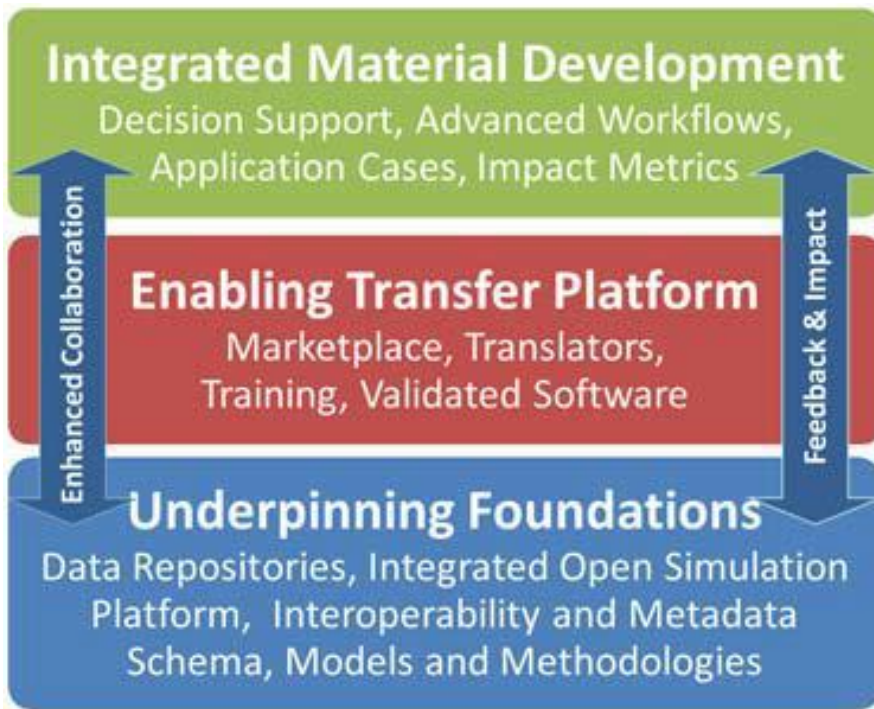 Integrated Material Development
Decision Support, Advanced Workflows,
Application Cases, Impact Metrics
Enhanced Collaboration
Feedback & Impact
Enabling Transfer Platform
Marketplace, Translators,
Training, Validated Software
Underpinning Foundations
Data Repositories, Integrated Open Simulation
Platform, Interoperability and Metadata
Schema, Models and Methodologies